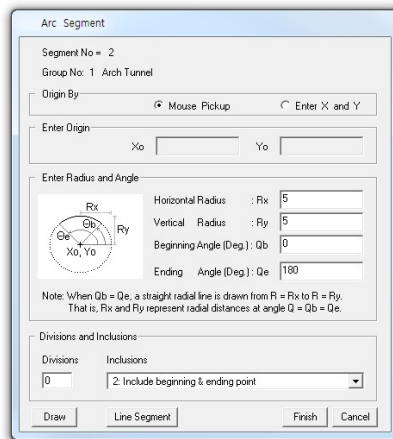 Arc Segment
Segment No = 2
Group No: 1 Arch Tunnel
Origin By
Mouse Pickup Enter X and Y
Enter Origin
Xo Yo
Enter Radius and Angle
Rx
Θb
Ry
Θe
Xo, Yo
Horizontal Radius : Rx 5
Vertical Radius : Ry 5
Beginning Angle (Deg.) : Qb 0
Ending Angle (Deg.) : Qe 180
Note: When Qb = Qe, a straight radial line is drawn from R = Rx to R = Ry.
That is, Rx and Ry represent radial distances at angle Q = Qb = Qe.
Divisions and Inclusions
Divisions Inclusions
0 2: Include beginning & ending point
Draw Line Segment Finish Cancel